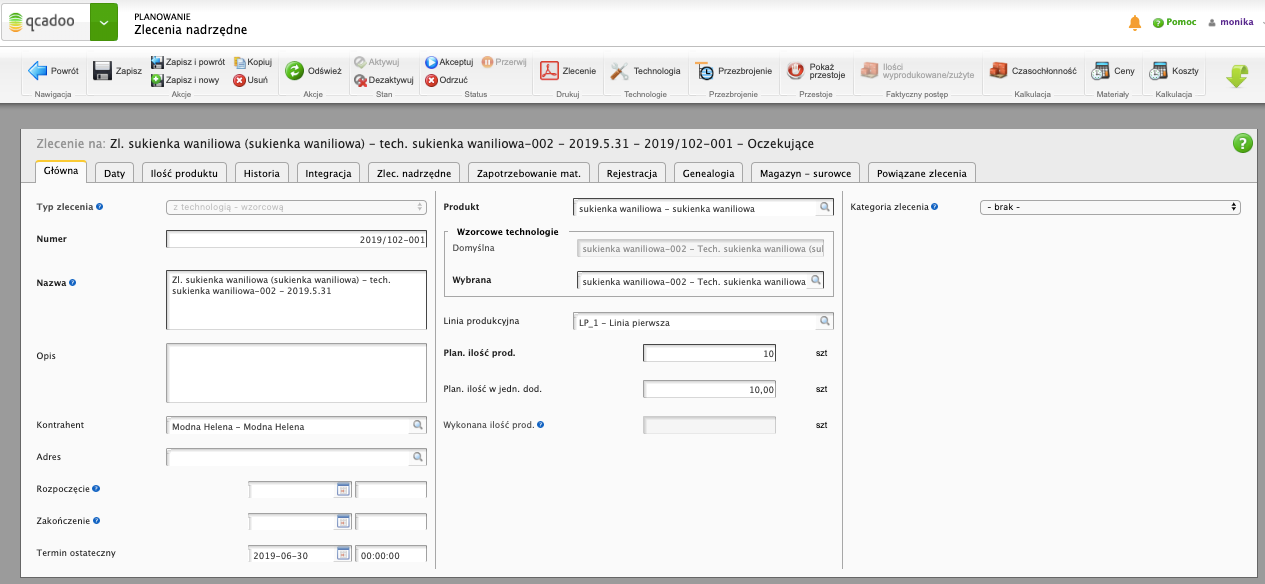 qcadoo
PLANOWANIE
Zlecenia nadrzędne
Pomoc
monika
Powrót
Nawigacja
Zapisz
Zapisz i powrót
Zapisz i nowy
Kopiuj
Usuń
Akcje
Odśwież
Akcje
Aktywuj
Dezaktywuj
Stan
Akceptuj
Odrzuć
Przerwij
Status
Zlecenie
Drukuj
Technologia
Technologie
Przezbrojenie
Przezbrojenie
Pokaż
przestoje
Przestoje
Ilości
wyprodukowane/zużyte
Faktyczny postęp
Czasochłonność
Kalkulacja
Ceny
Materiały
Koszty
Kalkulacja
Zlecenie na: Zl. sukienka waniliowa (sukienka waniliowa) - tech. sukienka waniliowa-002 - 2019.5.31 - 2019/102-001 - Oczekujące
Główna
Daty
Ilość produktu
Historia
Integracja
Zlec. nadrzędne
Zapotrzebowanie mat.
Rejestracja
Genealogia
Magazyn - surowce
Powiązane zlecenia
Typ zlecenia
z technologią - wzorcową
Numer
2019/102-001
Nazwa
Zl. sukienka waniliowa (sukienka waniliowa) - tech.
sukienka waniliowa-002 - 2019.5.31
Opis
Kontrahent
Modna Helena - Modna Helena
Adres
Rozpoczęcie
Zakończenie
Termin ostateczny
2019-06-30
00:00:00
Produkt
sukienka waniliowa - sukienka waniliowa
Wzorcowe technologie
Domyślna
sukienka waniliowa-002 - Tech. sukienka waniliowa (sul
Wybrana
sukienka waniliowa-002 - Tech. sukienka waniliowa
Linia produkcyjna
LP_1 - Linia pierwsza
Plan. ilość prod.
10
szt
Plan. ilość w jedn. dod.
10,00
szt
Wykonana ilość prod.
szt
Kategoria zlecenia
- brak -